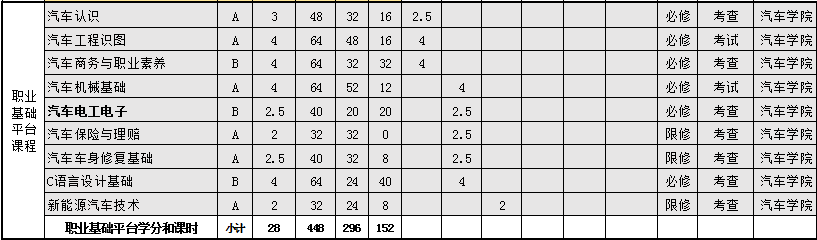 汽车认识 A 3 48 32 16 2.5 必修 考查 汽车学院
汽车工程识图 A 4 64 48 16 4 必修 考试 汽车学院
汽车商务与职业素养 B 4 64 32 32 4 必修 考查 汽车学院
汽车机械基础 A 4 64 52 12 4 必修 考试 汽车学院
职业基础平台课程
汽车电工电子 B 2.5 40 20 20 2.5 必修 考查 汽车学院
汽车保险与理赔 A 2 32 32 0 2.5 限修 考查 汽车学院
汽车车身修复基础 A 2.5 40 32 8 2.5 限修 考查 汽车学院
C语言设计基础 B 4 64 24 40 4 必修 考查 汽车学院
新能源汽车技术 A 2 32 24 8 2 限修 考查 汽车学院
职业基础平台学分和课时 小计 28 448 296 152